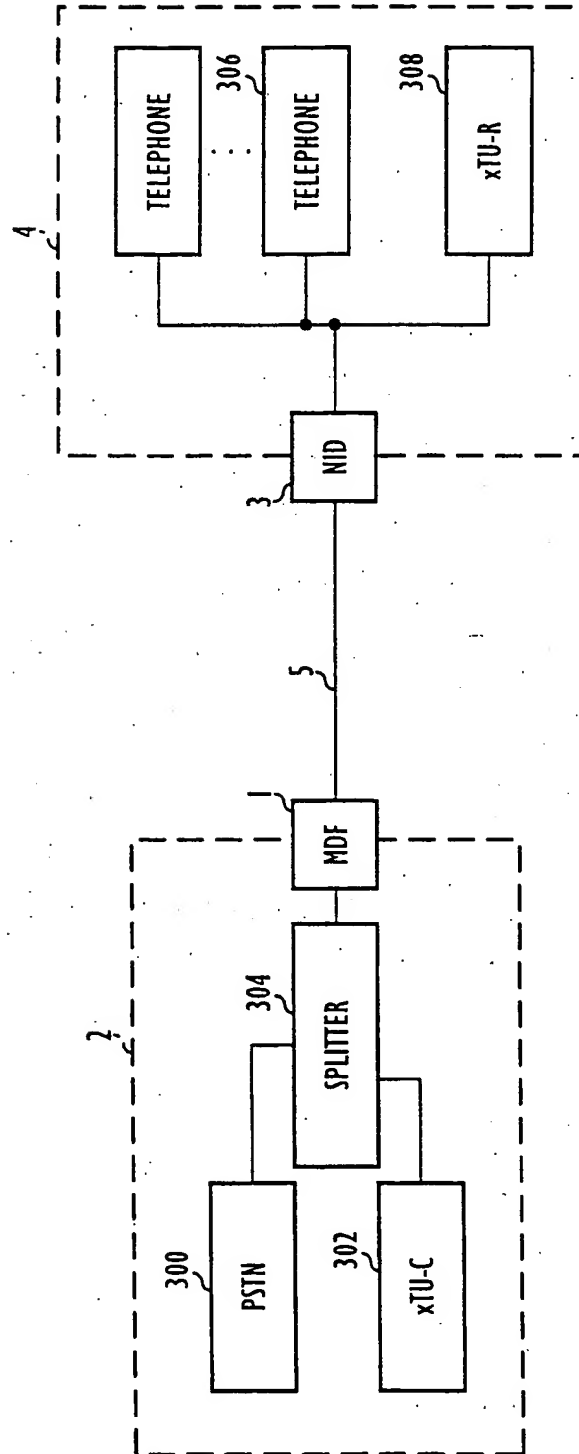 2
300
PSTN
302
xTU-C
304
SPLITTER
1
MDF
5
3
NID
4
TELEPHONE
306
TELEPHONE
308
xTU-R